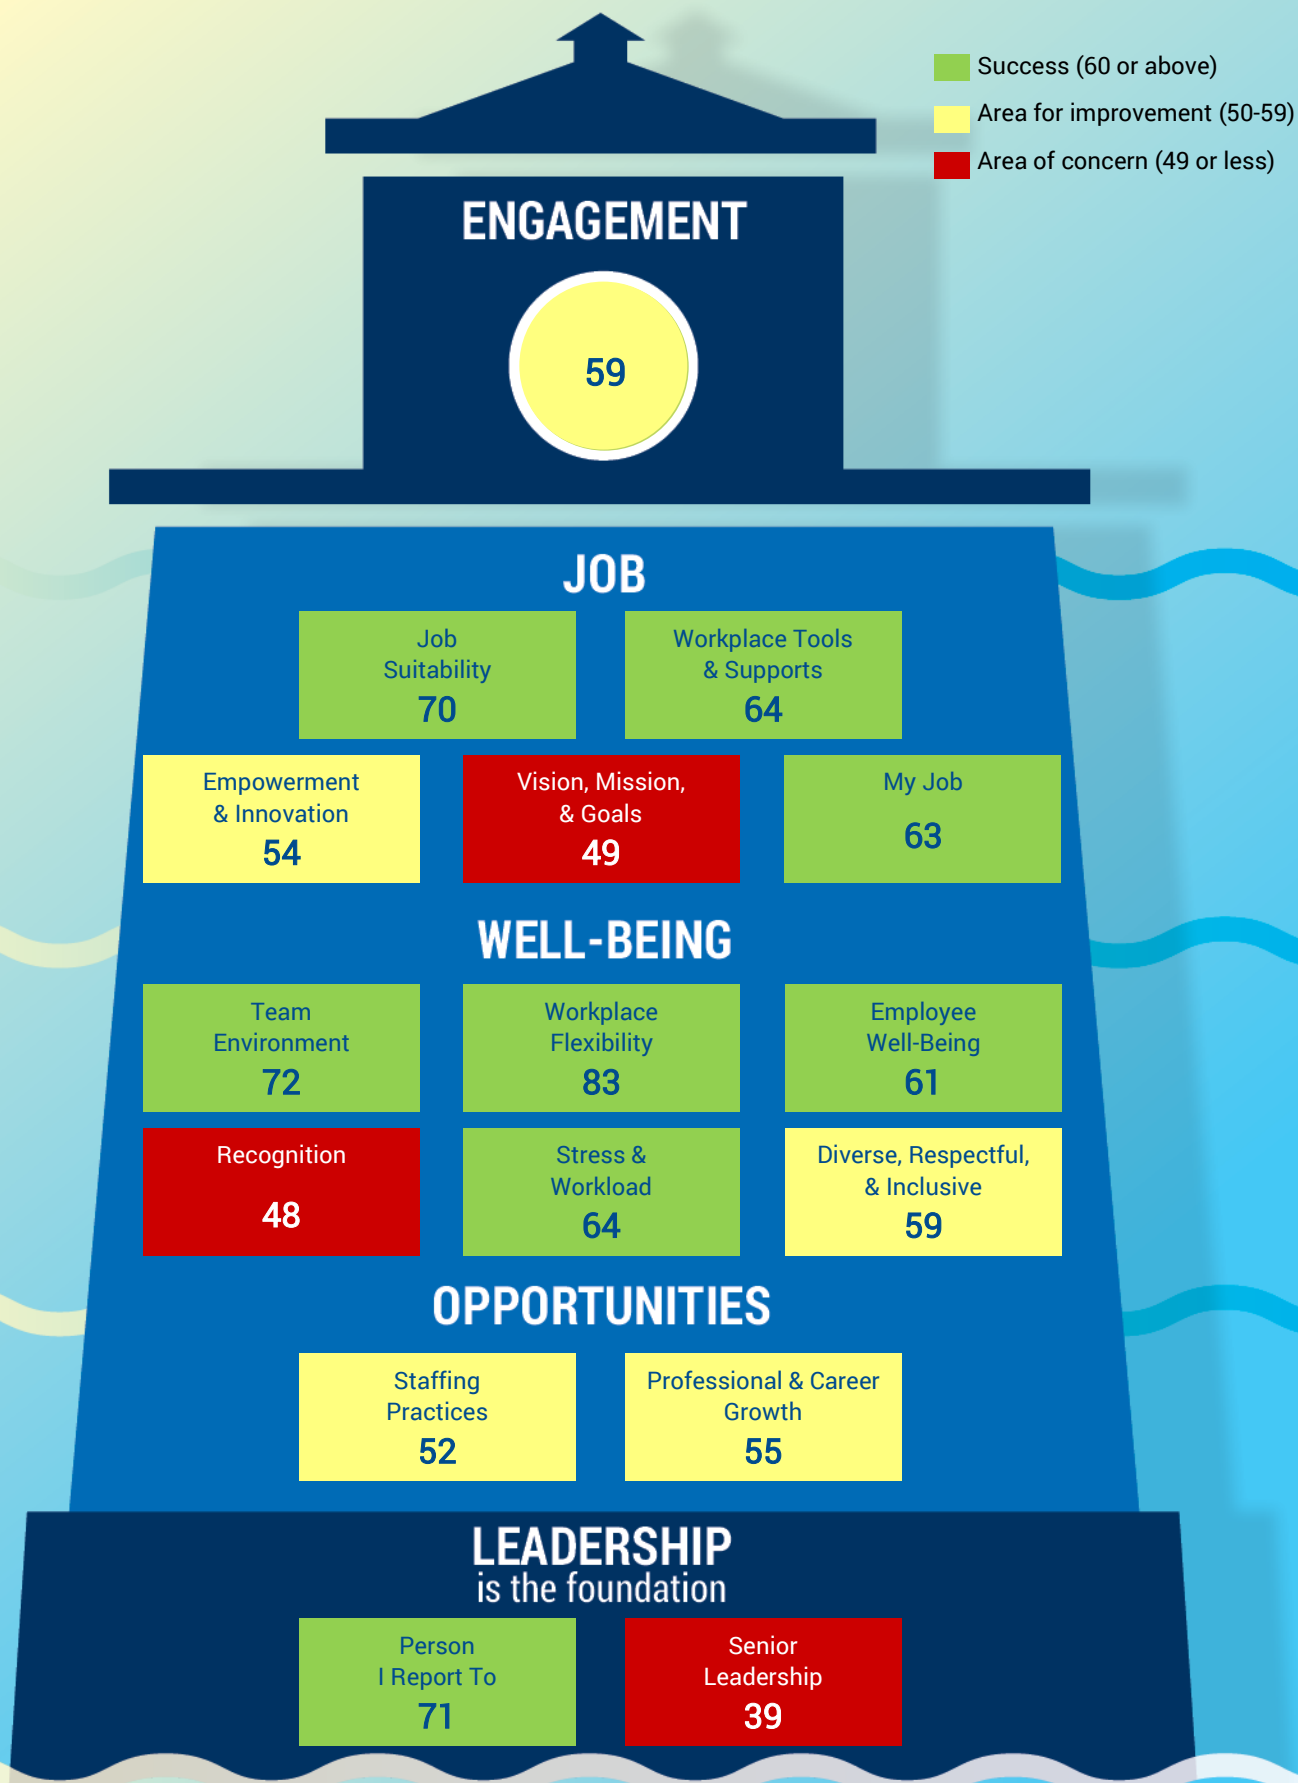 Success (60 or above)
Area for improvement (50-59)
Area of concern (49 or less)
ENGAGEMENT
59
JOB
Job
Suitability
70
Workplace Tools
& Supports
64
Empowerment
& Innovation
54
Vision, Mission,
& Goals
49
My Job
63
WELL-BEING
Team
Environment
72
Workplace
Flexibility
83
Employee
Well-Being
61
Recognition
48
Stress &
Workload
64
Diverse, Respectful,
& Inclusive
59
OPPORTUNITIES
Staffing
Practices
52
Professional & Career
Growth
55
LEADERSHIP
is the foundation
Person
I Report To
71
Senior
Leadership
39